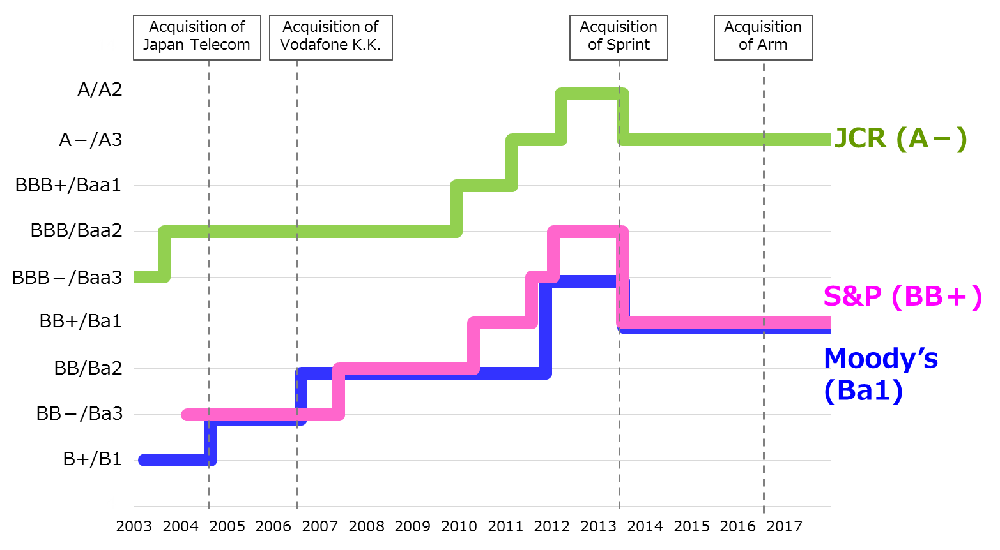 Acquisition of
Japan Telecom
Acquisition of
Vodafone K.K.
Acquisition
of Sprint
Acquisition
of Arm
A/A2
A−/A3
BBB+/Baa1
BBB/Baa2
BBB−/Baa3
BB+/Ba1
BB/Ba2
BB−/Ba3
B+/B1
JCR (A−)
S&P (BB+)
Moody’s
(Ba1)
2003 2004 2005 2006 2007 2008 2009 2010 2011 2012 2013 2014 2015 2016 2017